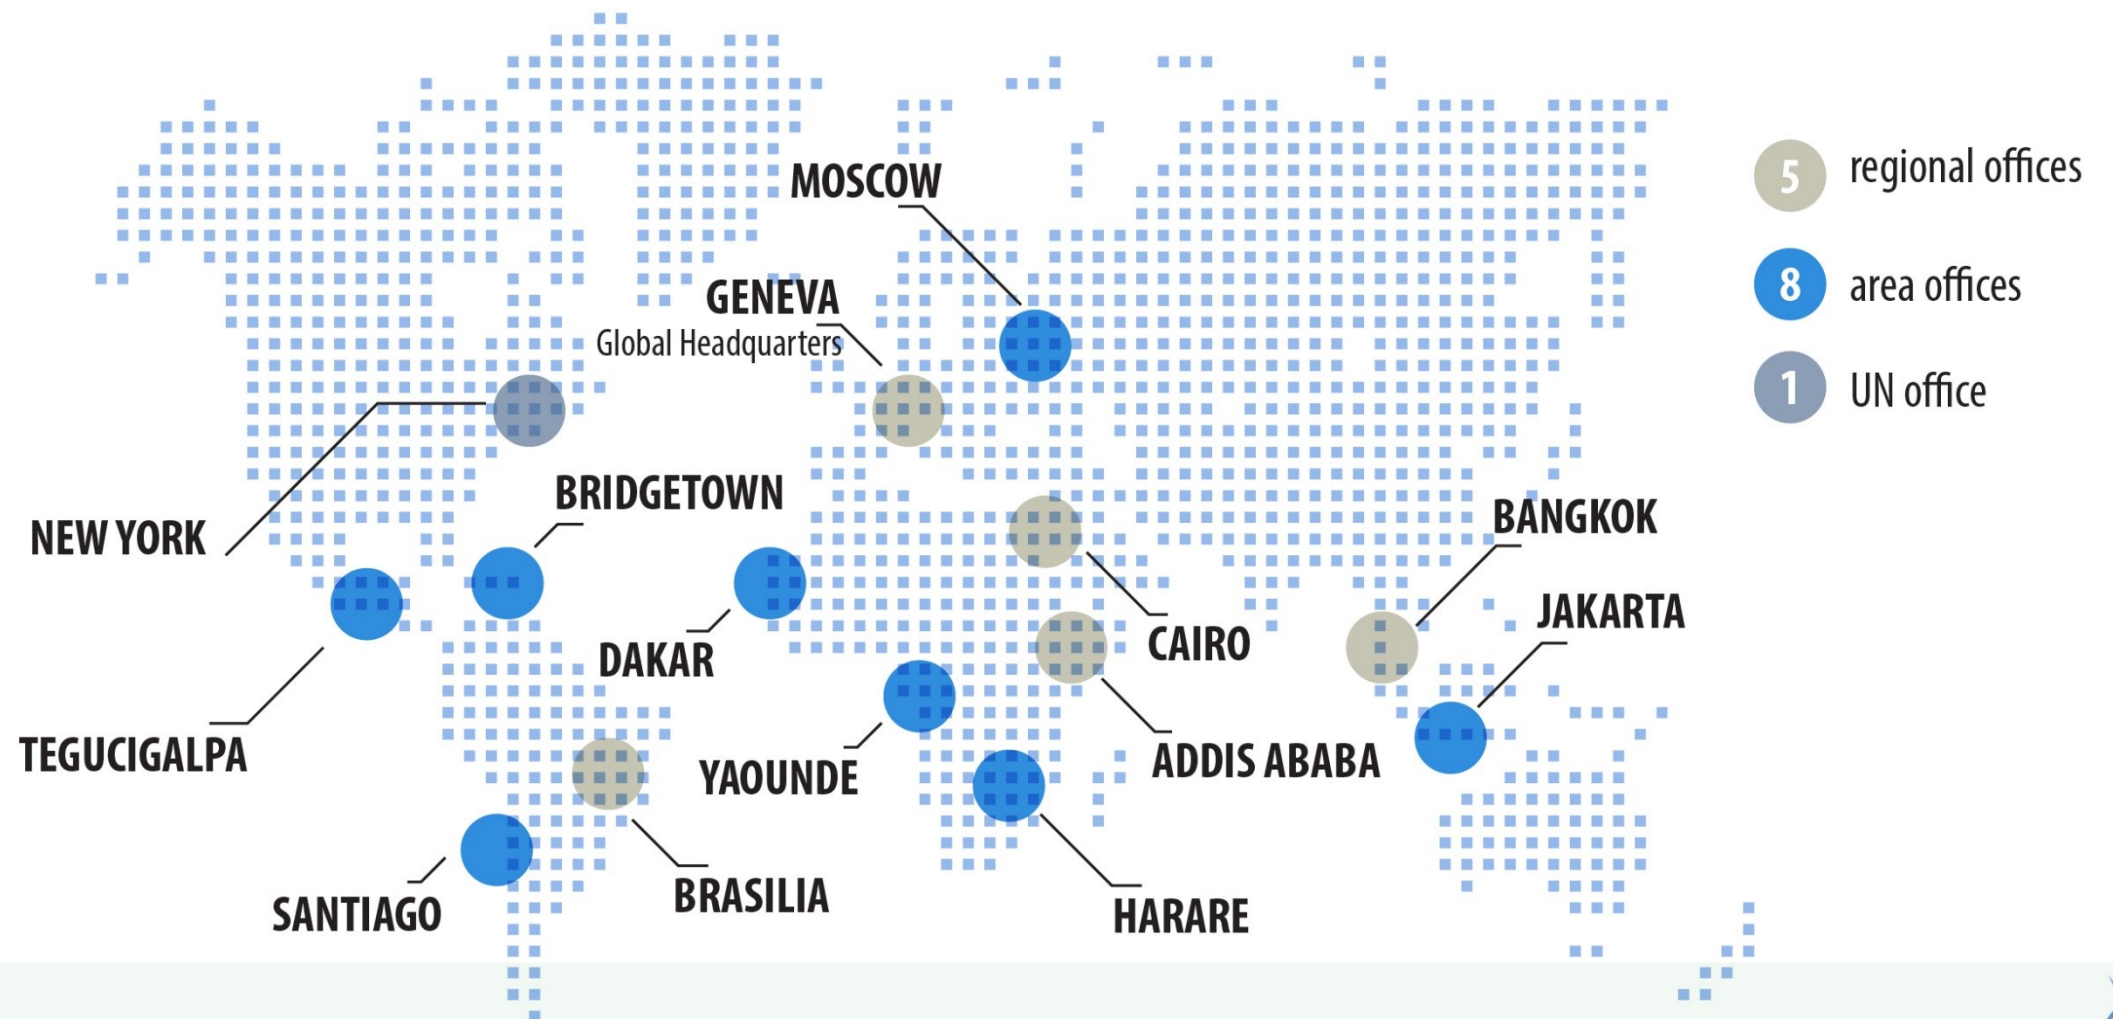 MOSCOW
5 regional offices
GENEVA
Global Headquarters
8 area offices
1 UN office
BRIDGETOWN
NEW YORK
BANGKOK
JAKARTA
DAKAR
CAIRO
TEGUCIGALPA
YAOUNDE
ADDIS ABABA
SANTIAGO
BRASILIA
HARARE